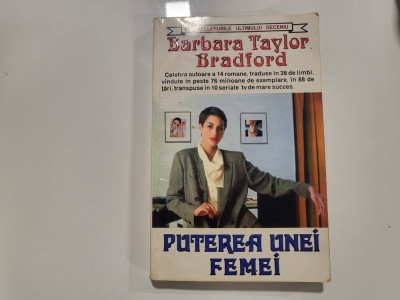 BESTSELLERURILE ULTIMULUI DECENIU
Barbara Taylor
Bradford
Celebra autoare a 14 romane, traduse în 38 de limbi,
vîndute în peste 76 milioane de exemplare, în 88 de
țări, transpuse în 10 seriale tv de mare succes.
PUTEREA UNEI
FEMEI